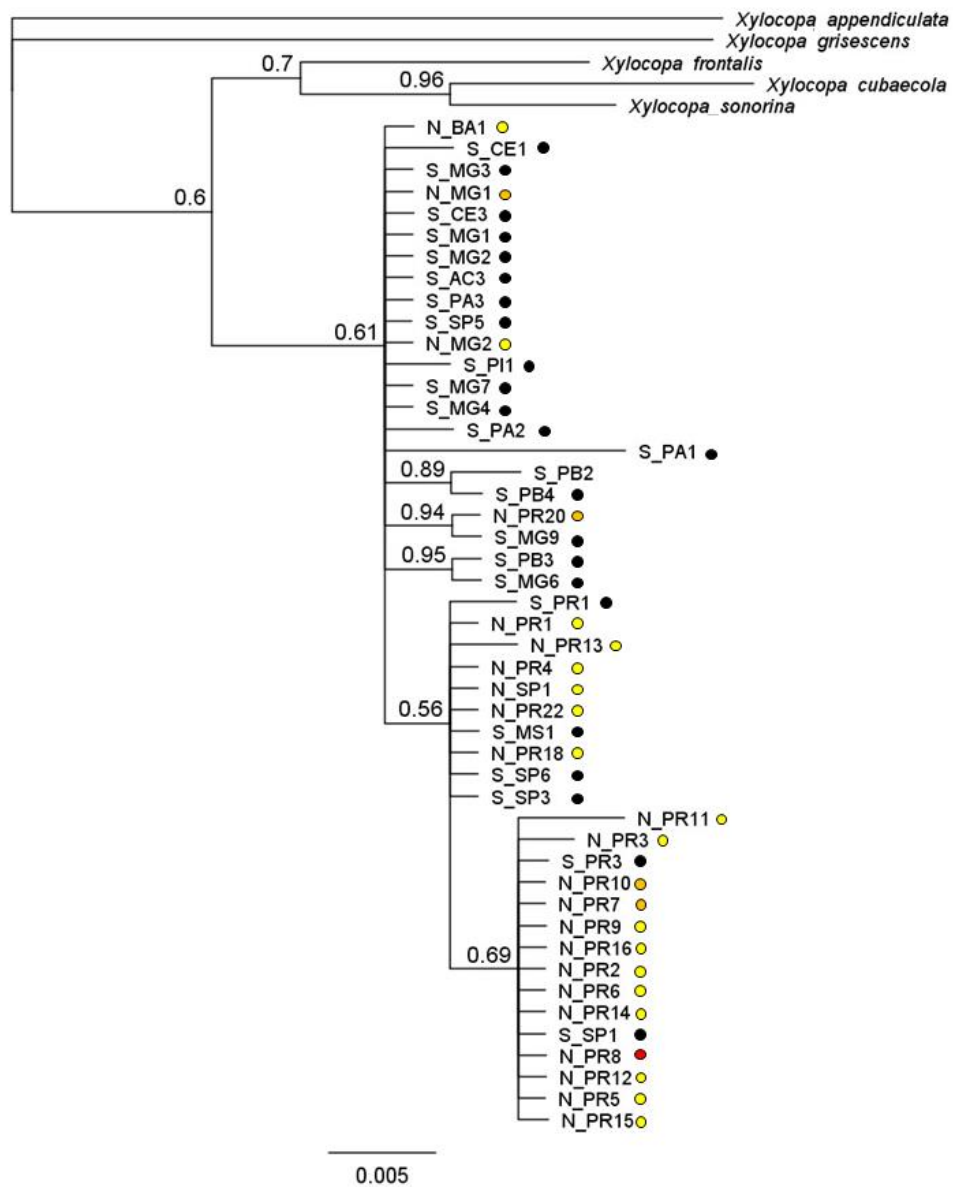 Xylocopa appendiculata
Xylocopa grisescens
0.7
Xylocopa frontalis
0.96
Xylocopa cubaecola
Xylocopa_sonorina
N_BA1
S_CE1
S_MG3
0.6
N_MG1
S_CE3
S_MG1
S_MG2
S_AC3
S_PA3
S_SP5
0.61
N_MG2
S_PI1
S_MG7
S_MG4
S_PA2
S_PA1
0.89
S_PB2
S_PB4
0.94
N_PR20
S_MG9
0.95
S_PB3
S_MG6
S_PR1
N_PR1
N_PR13
N_PR4
N_SP1
0.56
N_PR22
S_MS1
N_PR18
S_SP6
S_SP3
N_PR11
N_PR3
S_PR3
N_PR10
N_PR7
N_PR9
N_PR16
0.69
N_PR2
N_PR6
N_PR14
S_SP1
N_PR8
N_PR12
N_PR5
N_PR15
0.005